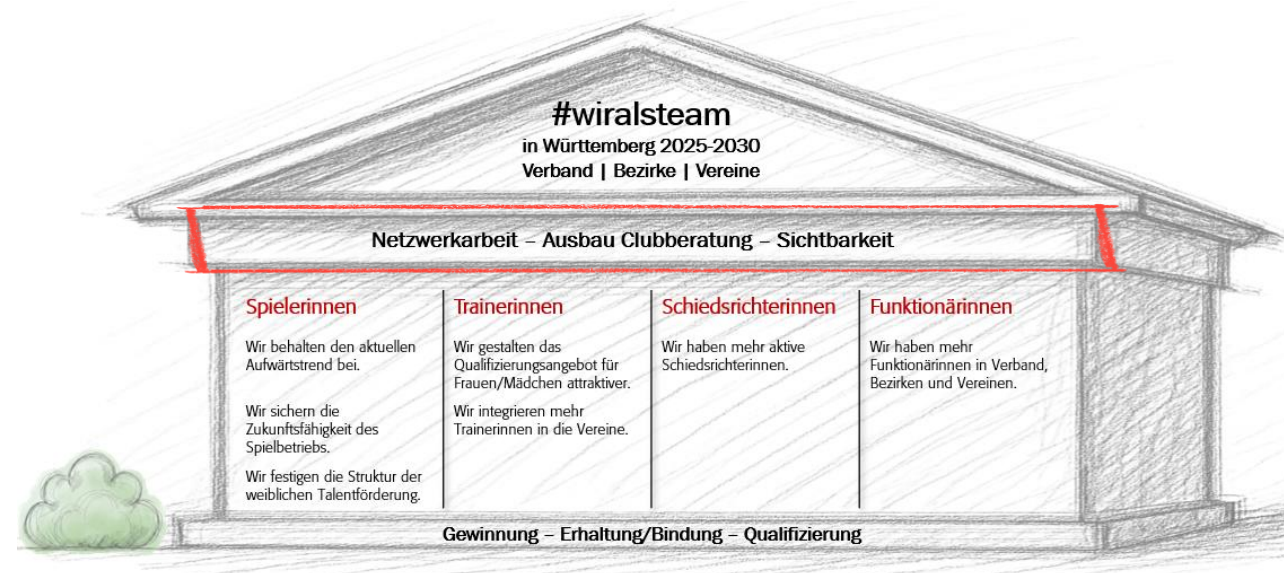 #wiralsteam
in Württemberg 2025-2030
Verband | Bezirke | Vereine
Netzwerkarbeit – Ausbau Clubberatung – Sichtbarkeit
Spielerinnen
Wir behalten den aktuellen
Aufwärtstrend bei.
Wir sichern die
Zukunftsfähigkeit des
Spielbetriebs.
Wir festigen die Struktur der
weiblichen Talentförderung.
Trainerinnen
Wir gestalten das
Qualifizierungsangebot für
Frauen/Mädchen attraktiver.
Wir integrieren mehr
Trainerinnen in die Vereine.
Schiedsrichterinnen
Wir haben mehr aktive
Schiedsrichterinnen.
Funktionärinnen
Wir haben mehr
Funktionärinnen in Verband,
Bezirken und Vereinen.
Gewinnung – Erhaltung/Bindung – Qualifizierung